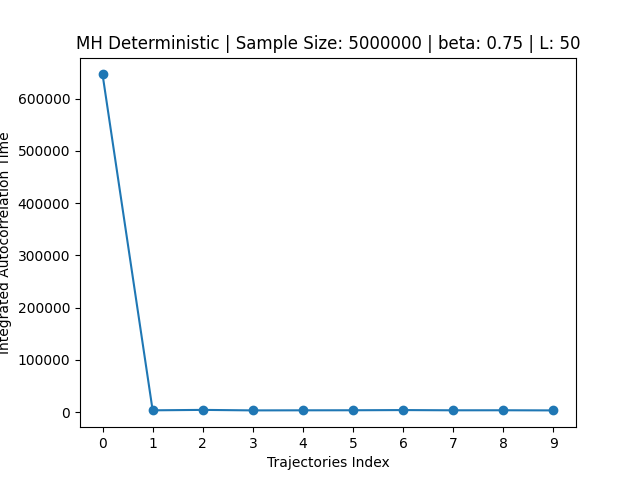 MH Deterministic | Sample Size: 5000000 | beta: 0.75 | L: 50
Integrated Autocorrelation Time
600000
500000
400000
300000
200000
100000
0
0 1 2 3 4 5 6 7 8 9
Trajectories Index